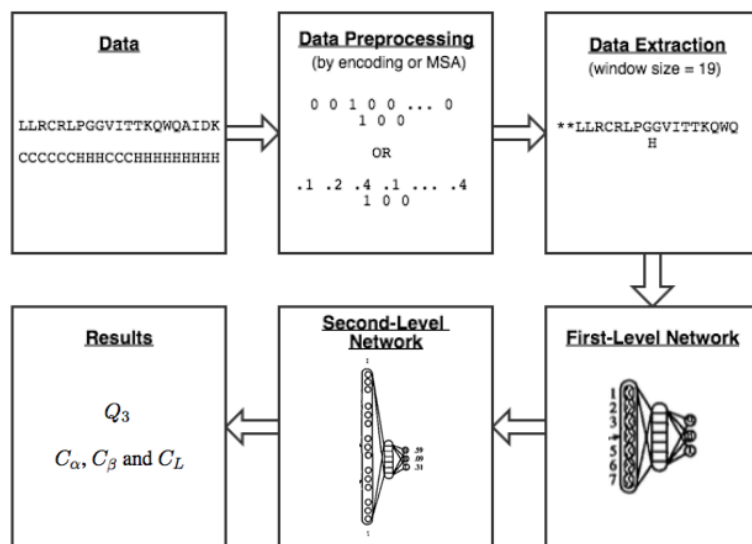 Data
LLRCRLPGGVITTKQWQAIDK
CCCCCCHHHCCCHHHHHHHHH
Data Preprocessing
(by encoding or MSA)
0 0 1 0 0 ... 0
1 0 0
OR
.1 .2 .4 .1 ... .4
1 0 0
Data Extraction
(window size = 19)
**LLRCRLPGGVITTKQWQ
H
First-Level Network
1
2
3
5
6
7
Second-Level
Network
.59
.09
.31
Results
Q3
Cα, Cβ and CL